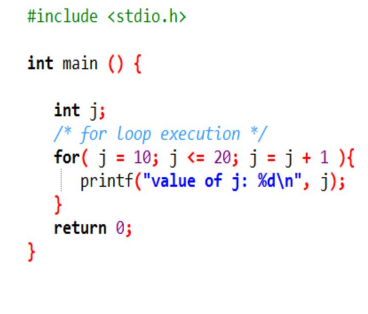 #include <stdio.h>
int main () {
int j;
/* for loop execution */
for( j = 10; j <= 20; j = j + 1 ){
printf("value of j: %d\n", j);
}
return 0;
}